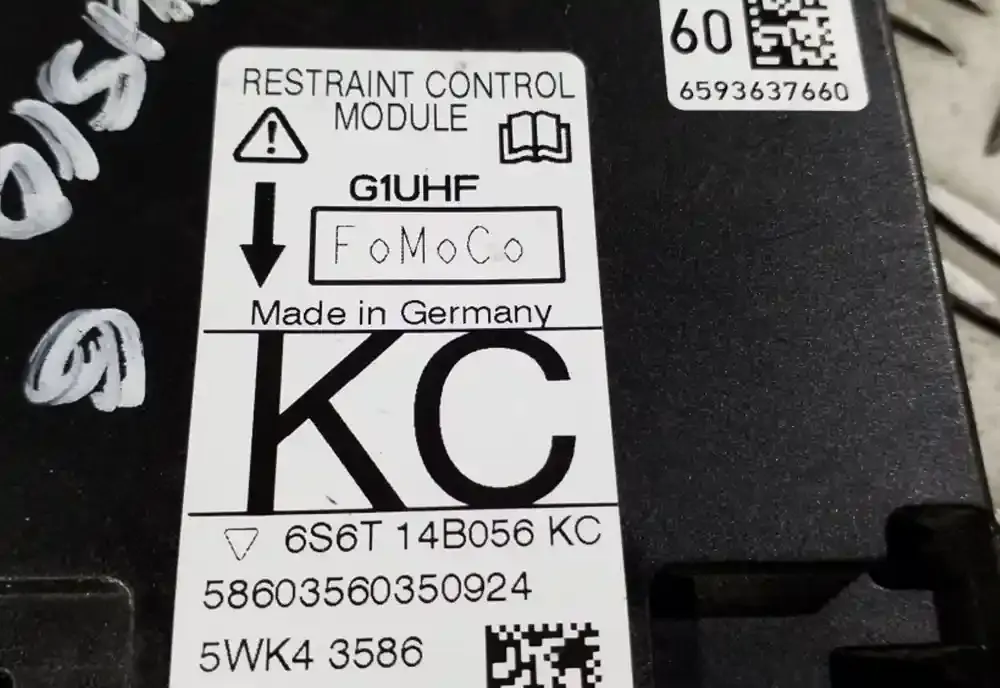 60
6593637660
RESTRAINT CONTROL
MODULE
G1UHF
FoMoCo
Made in Germany
KC
6S6T 14B056 KC
58603560350924
5WK4 3586